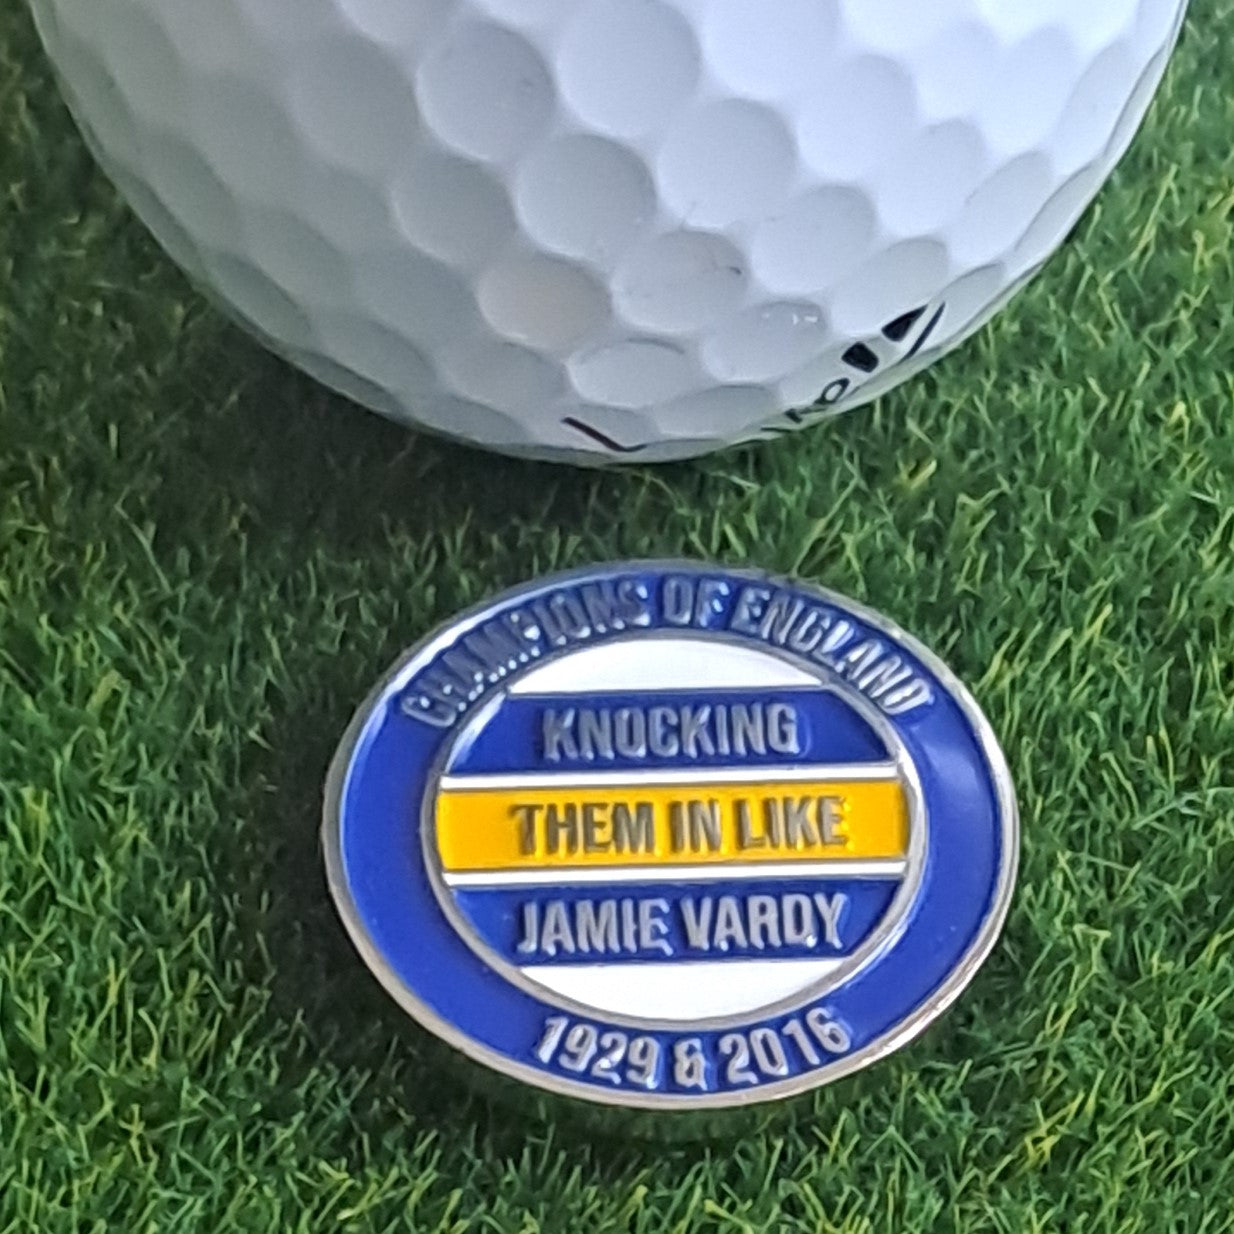 CHAMPIONS OF ENGLAND
KNOCKING
THEM IN LIKE
JAMIE VARDY
1929 & 2016